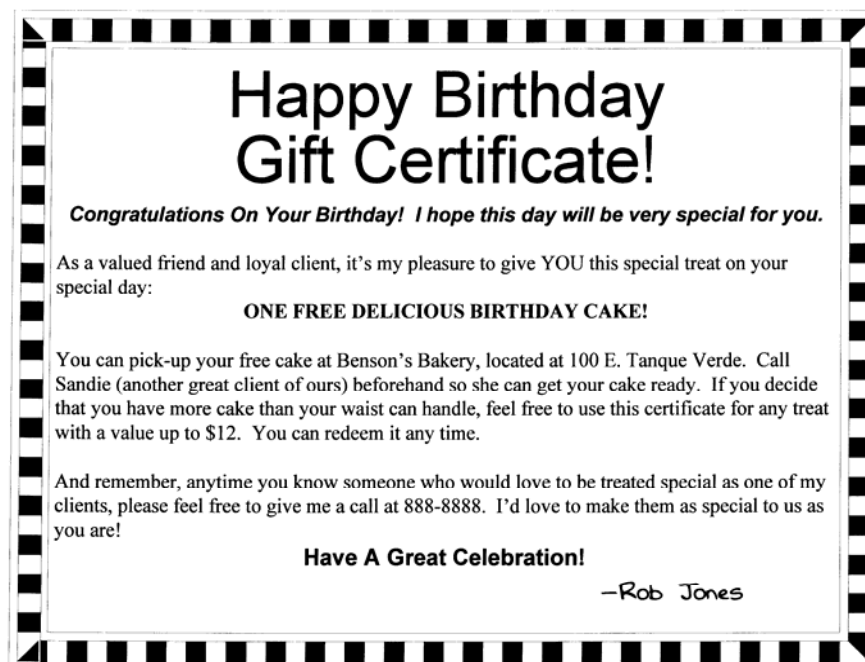 Happy Birthday
Gift Certificate!
Congratulations On Your Birthday!  I hope this day will be very special for you.
As a valued friend and loyal client, it's my pleasure to give YOU this special treat on your
special day:
ONE FREE DELICIOUS BIRTHDAY CAKE!
You can pick-up your free cake at Benson's Bakery, located at 100 E. Tanque Verde.  Call
Sandie (another great client of ours) beforehand so she can get your cake ready.  If you decide
that you have more cake than your waist can handle, feel free to use this certificate for any treat
with a value up to $12.  You can redeem it any time.
And remember, anytime you know someone who would love to be treated special as one of my
clients, please feel free to give me a call at 888-8888.  I'd love to make them as special to us as
you are!
Have A Great Celebration!
–Rob Jones